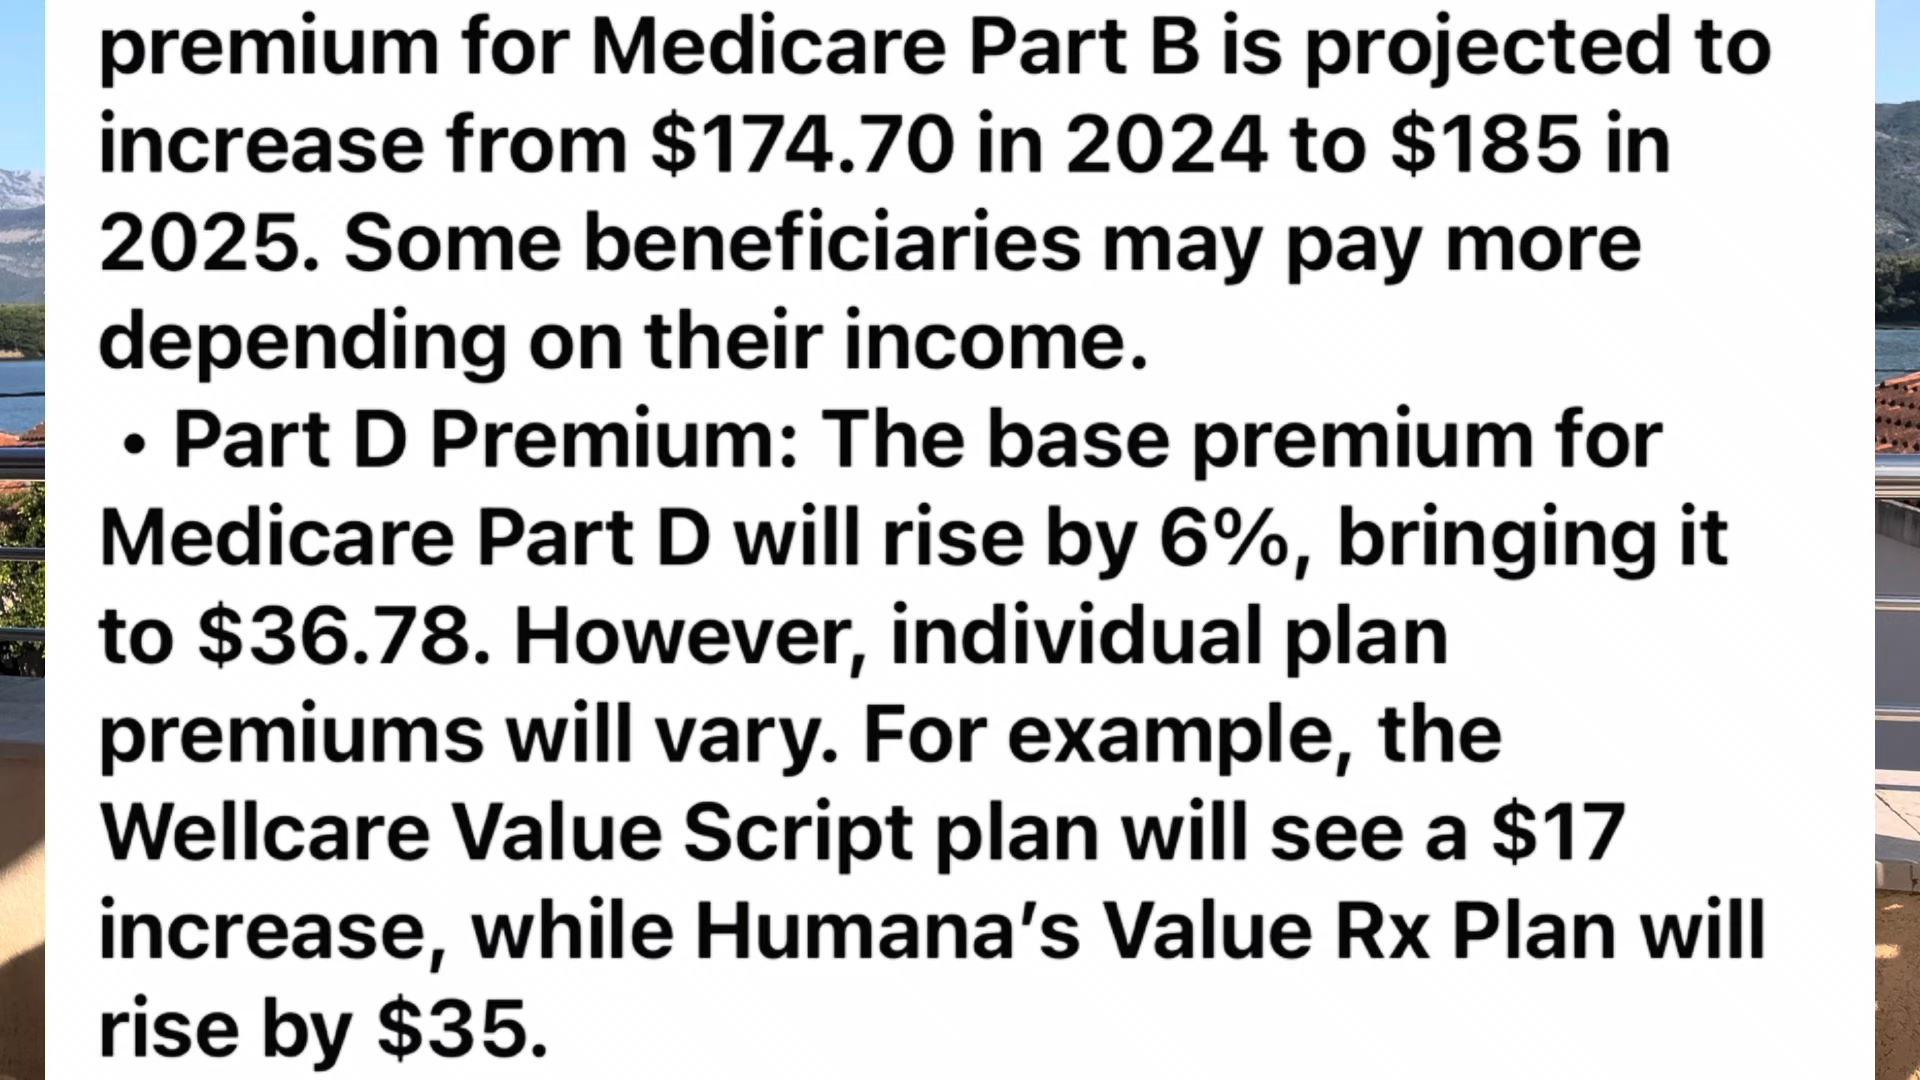 premium for Medicare Part B is projected to
increase from $174.70 in 2024 to $185 in
2025. Some beneficiaries may pay more
depending on their income.
• Part D Premium: The base premium for
Medicare Part D will rise by 6%, bringing it
to $36.78. However, individual plan
premiums will vary. For example, the
Wellcare Value Script plan will see a $17
increase, while Humana’s Value Rx Plan will
rise by $35.